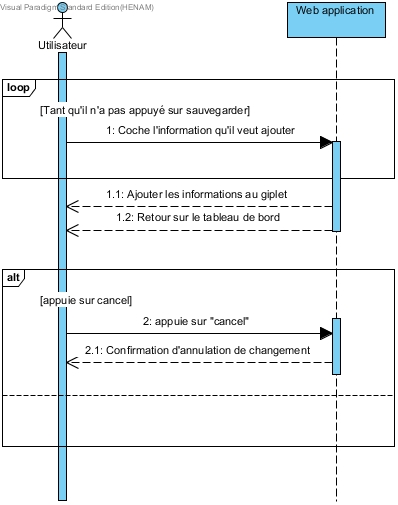 Visual Paradigm Standard Edition(HENAM)
Web application
Utilisateur
loop
[Tant qu'il n'a pas appuyé sur sauvegarder]
1: Coche l'information qu'il veut ajouter
1.1: Ajouter les informations au giplet
1.2: Retour sur le tableau de bord
alt
[appuie sur cancel]
2: appuie sur "cancel"
2.1: Confirmation d'annulation de changement